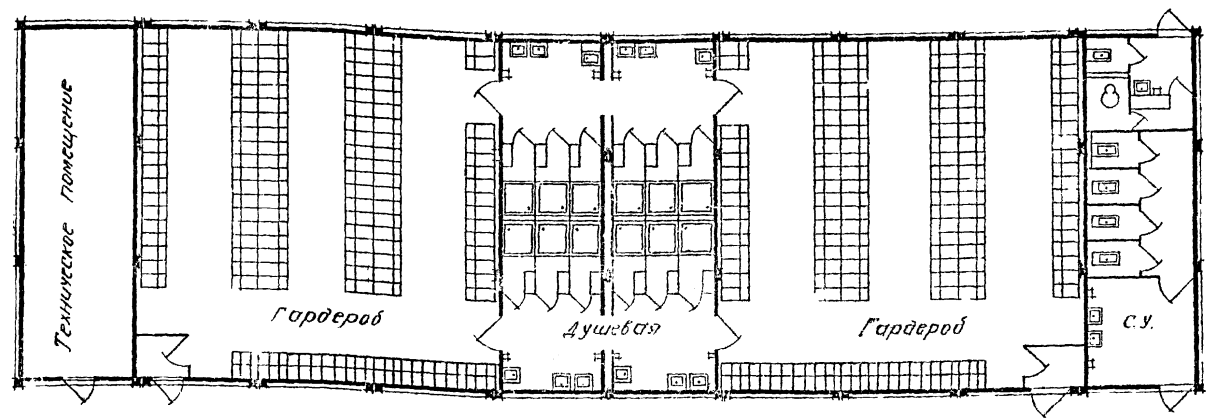 Техническое помещение
Гардероб
Душевая
Гардероб
С.У.